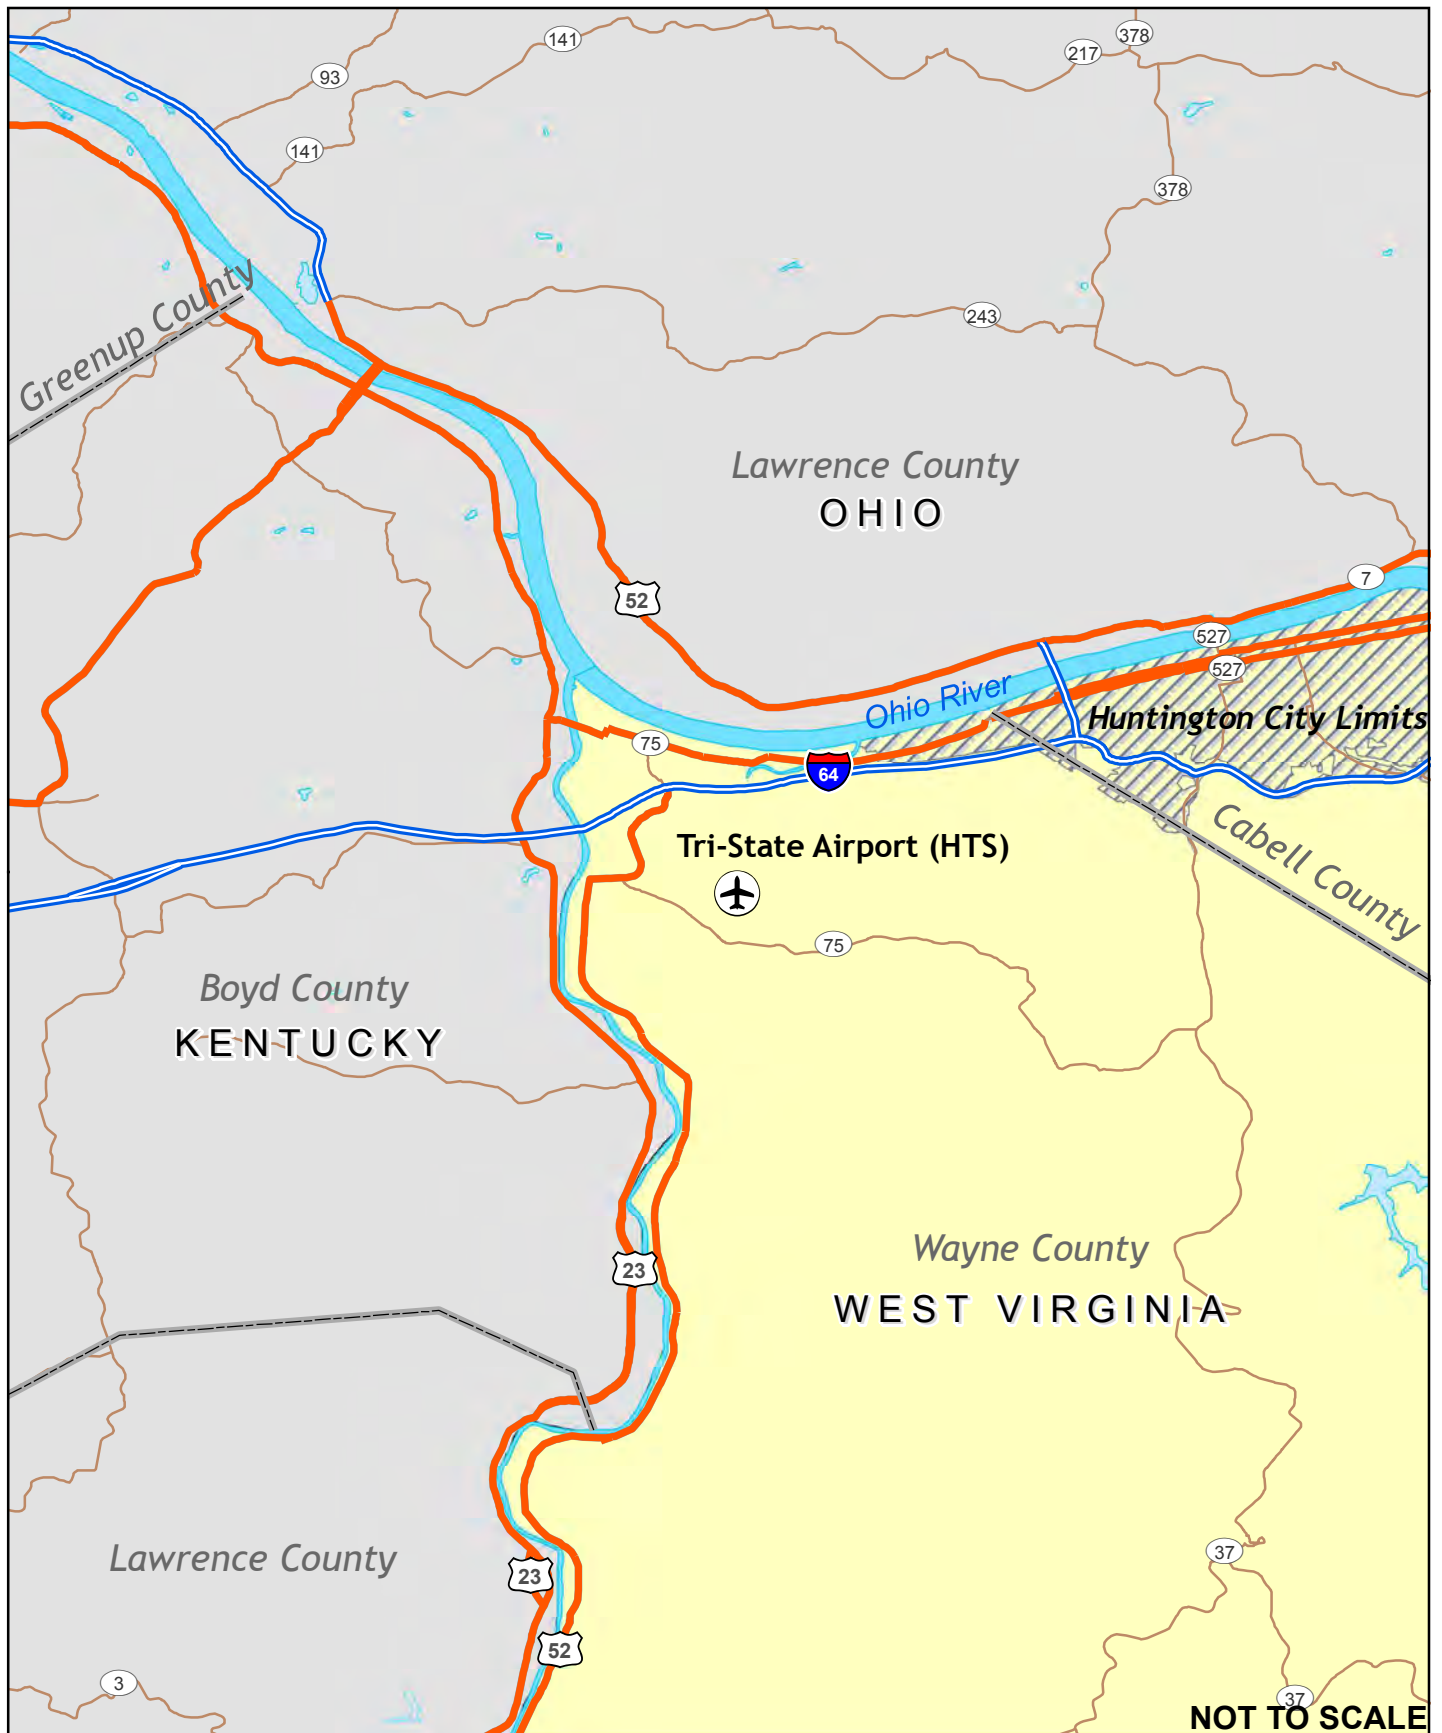 378
141
217
93
141
378
Greenup County
243
Lawrence County
OHIO
7
52
527
527
Ohio River
Huntington City Limits
75
64
Cabell County
Tri-State Airport (HTS)
75
Boyd County
KENTUCKY
Wayne County
23
WEST VIRGINIA
37
Lawrence County
23
52
3
37
NOT TO SCALE